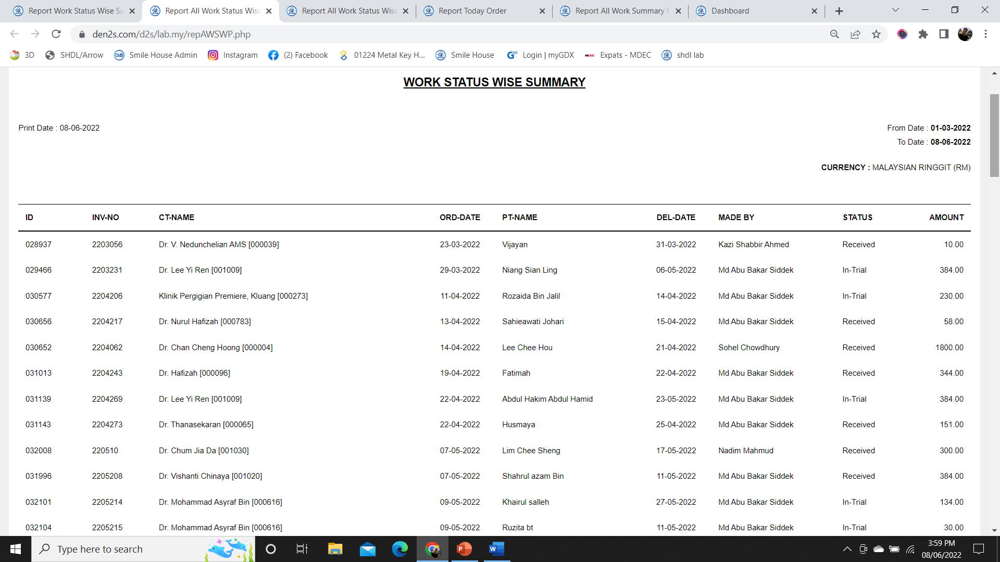 Report Work Status Wise Su
Report All Work Status Wise
Report All Work Status Wise
Report Today Order
Report All Work Summary
Dashboard
den2s.com/d2s/lab.my/repAWSWP.php
3D
SHDL/Arrow
Smile House Admin
Instagram
(2) Facebook
01224 Metal Key H...
Smile House
Login | myGDX
Expats - MDEC
shdl lab
WORK STATUS WISE SUMMARY
Print Date : 08-06-2022
From Date : 01-03-2022
To Date : 08-06-2022
CURRENCY : MALAYSIAN RINGGIT (RM)
ID INV-NO CT-NAME ORD-DATE PT-NAME DEL-DATE MADE BY STATUS AMOUNT
028937 2203056 Dr. V. Nedunchelian AMS [000039] 23-03-2022 Vijayan 31-03-2022 Kazi Shabbir Ahmed Received 10.00
029466 2203231 Dr. Lee Yi Ren [001009] 29-03-2022 Niang Sian Ling 06-05-2022 Md Abu Bakar Siddek In-Trial 384.00
030577 2204206 Klinik Pergigian Premiere, Kluang [000273] 11-04-2022 Rozaida Bin Jalil 14-04-2022 Md Abu Bakar Siddek In-Trial 230.00
030656 2204217 Dr. Nurul Hafizah [000783] 13-04-2022 Sahieawati Johari 15-04-2022 Md Abu Bakar Siddek Received 58.00
030652 2204062 Dr. Chan Cheng Hoong [000004] 14-04-2022 Lee Chee Hou 21-04-2022 Sohel Chowdhury Received 1800.00
031013 2204243 Dr. Hafizah [000096] 19-04-2022 Fatimah 22-04-2022 Md Abu Bakar Siddek Received 344.00
031139 2204269 Dr. Lee Yi Ren [001009] 22-04-2022 Abdul Hakim Abdul Hamid 23-05-2022 Md Abu Bakar Siddek In-Trial 384.00
031143 2204273 Dr. Thanasekaran [000065] 22-04-2022 Husmaya 25-04-2022 Md Abu Bakar Siddek Received 151.00
032008 220510 Dr. Chum Jia Da [001030] 07-05-2022 Lim Chee Sheng 17-05-2022 Nadim Mahmud Received 300.00
031996 2205208 Dr. Vishanti Chinaya [001020] 07-05-2022 Shahrul azam Bin 11-05-2022 Md Abu Bakar Siddek Received 384.00
032101 2205214 Dr. Mohammad Asyraf Bin [000616] 09-05-2022 Khairul salleh 27-05-2022 Md Abu Bakar Siddek In-Trial 134.00
032104 2205215 Dr. Mohammad Asyraf Bin [000616] 09-05-2022 Ruzita bt 11-05-2022 Md Abu Bakar Siddek In-Trial 30.00
Type here to search
3:59 PM
08/06/2022